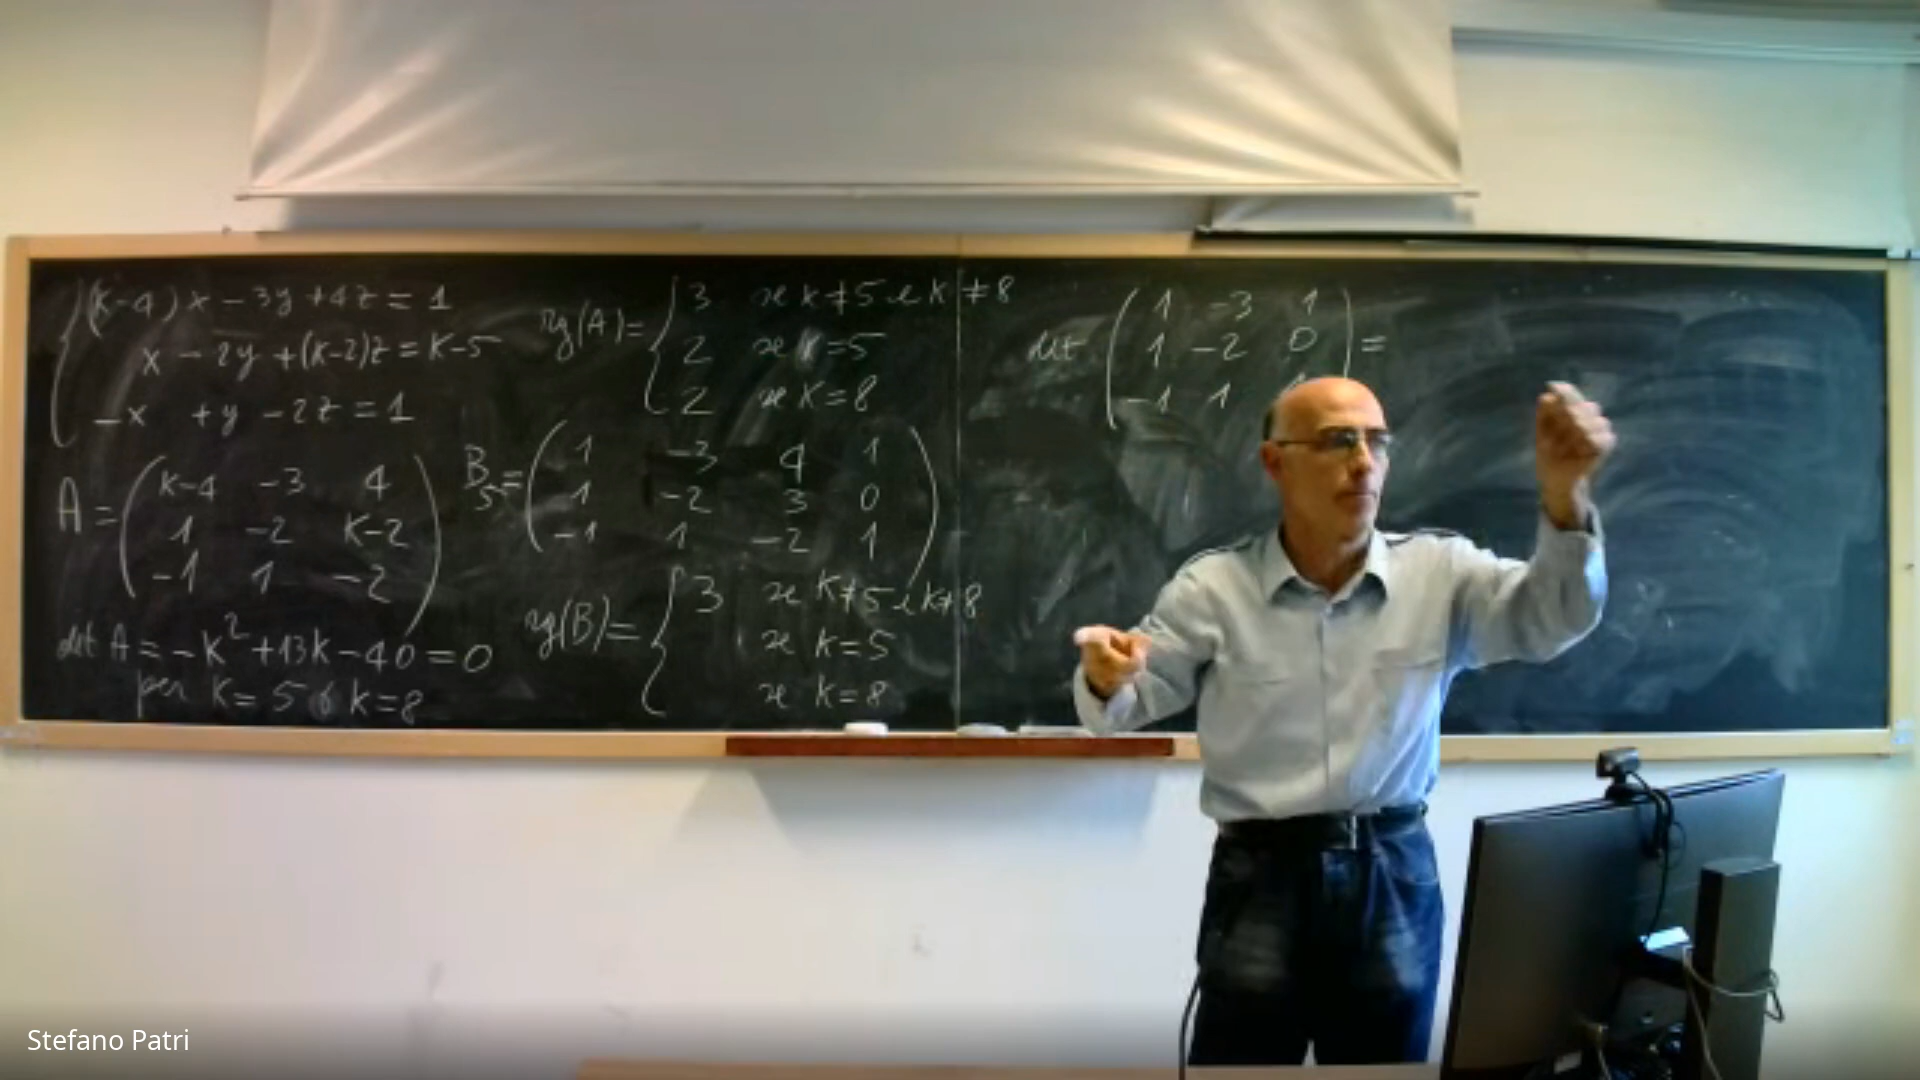 (k-4)x - 3y + 4z = 1
x - 2y + (k-2)z = k-5
-x + y - 2z = 1
A = ( k-4 -3 4
1 -2 k-2
-1 1 -2 )
det A = -k² + 13k - 40 = 0
per k = 5 o k = 8
rg(A) = { 3 se k ≠ 5 e k ≠ 8
2 se k = 5
2 se k = 8
B₅ = ( 1 -3 4 1
1 -2 3 0
-1 1 -2 1 )
rg(B) = { 3 se k ≠ 5 e k ≠ 8
se k = 5
se k = 8
det ( 1 -3 1
1 -2 0
-1 1 ) =
Stefano Patri